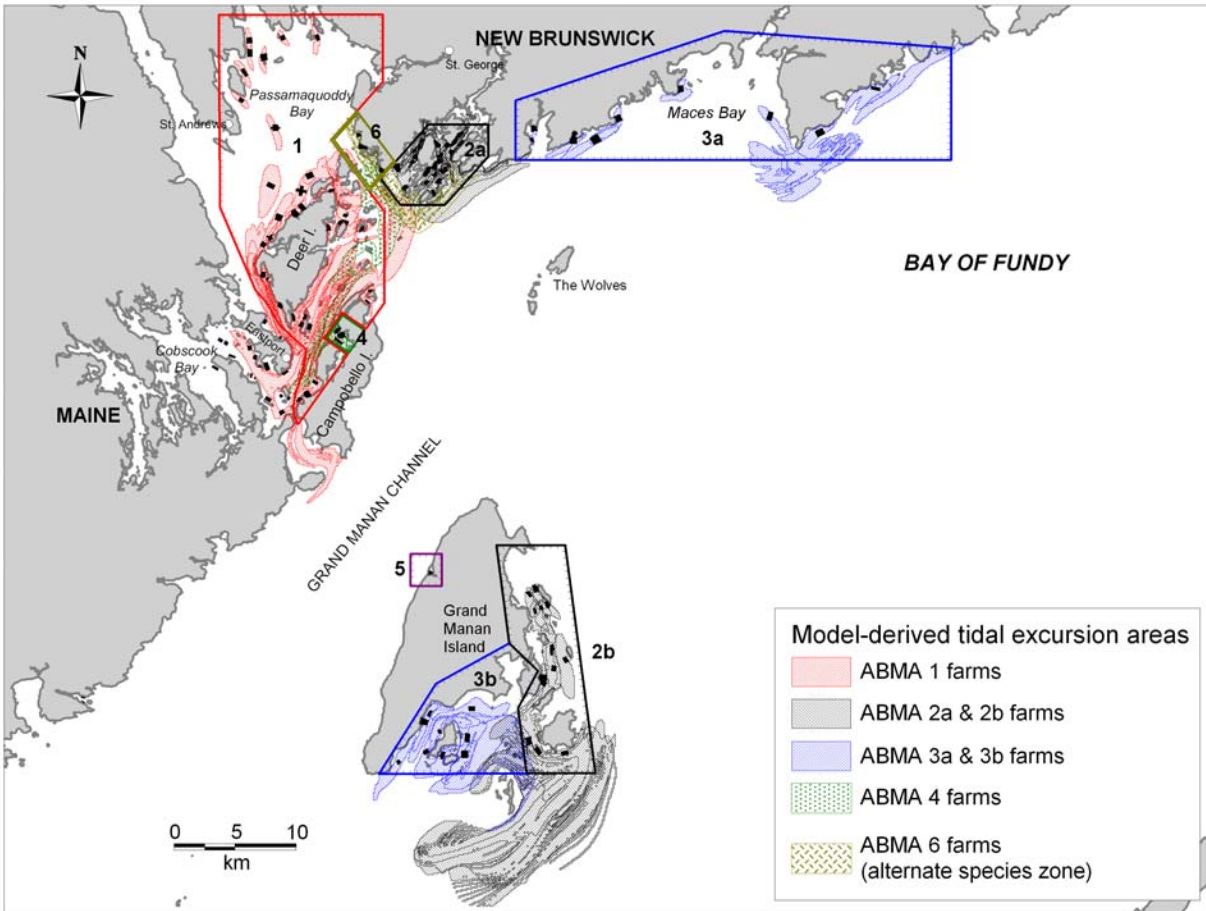 NEW BRUNSWICK
N
St. George
Passamaquoddy
Bay
St. Andrews
1
6
2a
Maces Bay
3a
Deer I.
BAY OF FUNDY
The Wolves
Eastport
4
Cobscook
Bay
Campobello I.
MAINE
GRAND MANAN CHANNEL
5
Grand
Manan
Island
2b
3b
0 5 10
km
Model-derived tidal excursion areas
ABMA 1 farms
ABMA 2a & 2b farms
ABMA 3a & 3b farms
ABMA 4 farms
ABMA 6 farms
(alternate species zone)